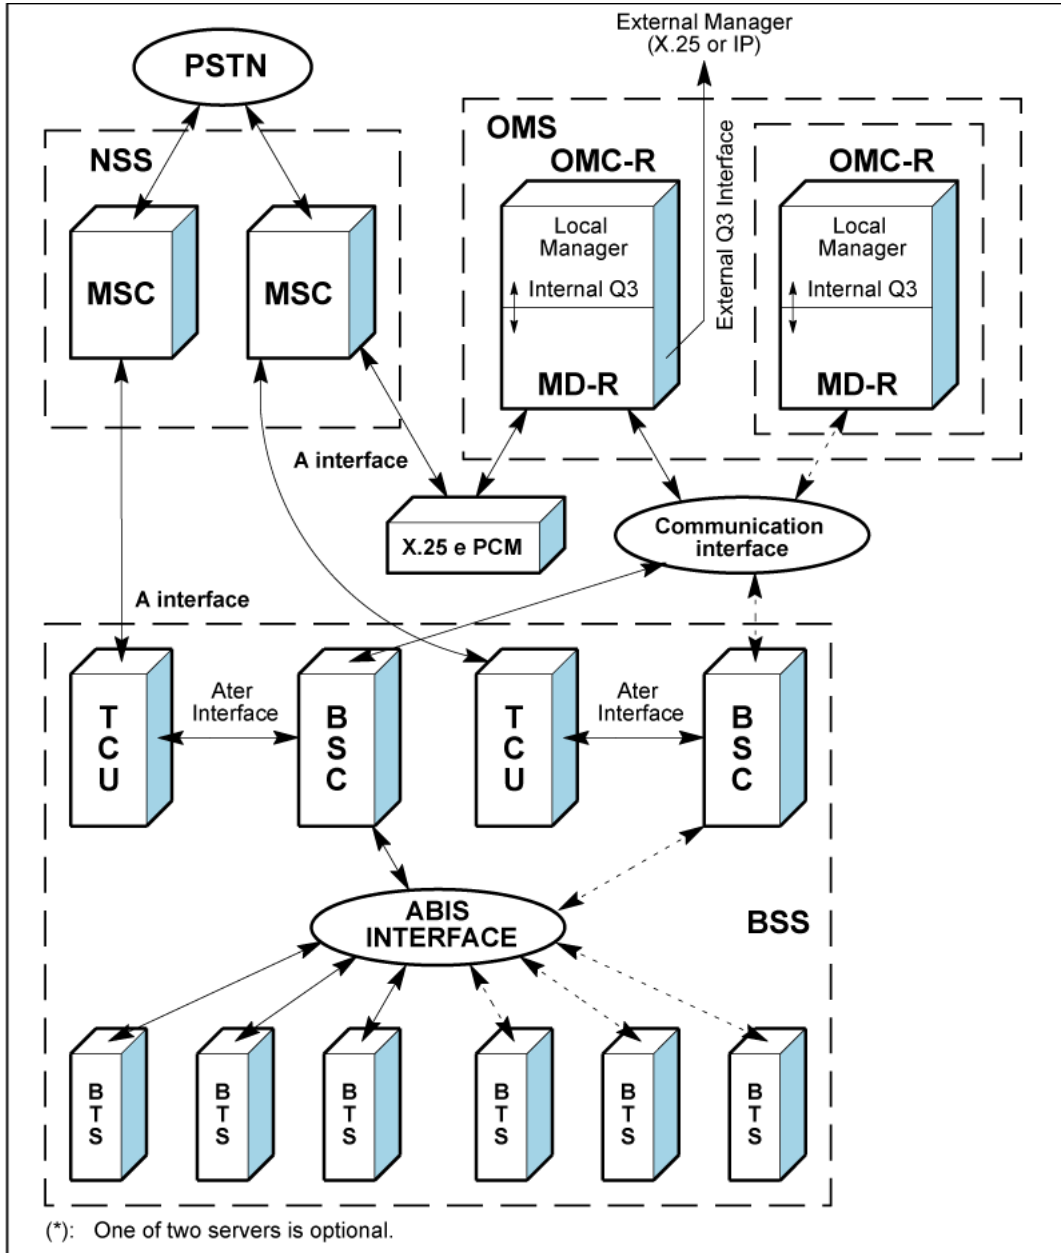 External Manager
(X.25 or IP)
PSTN
NSS
OMS
OMC-R
OMC-R
MSC
MSC
Local
Manager
Internal Q3
MD-R
External Q3 Interface
Local
Manager
Internal Q3
MD-R
A interface
X.25 e PCM
Communication
interface
A interface
T
C
U
Ater
Interface
B
S
C
T
C
U
Ater
Interface
B
S
C
ABIS
INTERFACE
BSS
B
T
S
B
T
S
B
T
S
B
T
S
B
T
S
B
T
S
(*): One of two servers is optional.